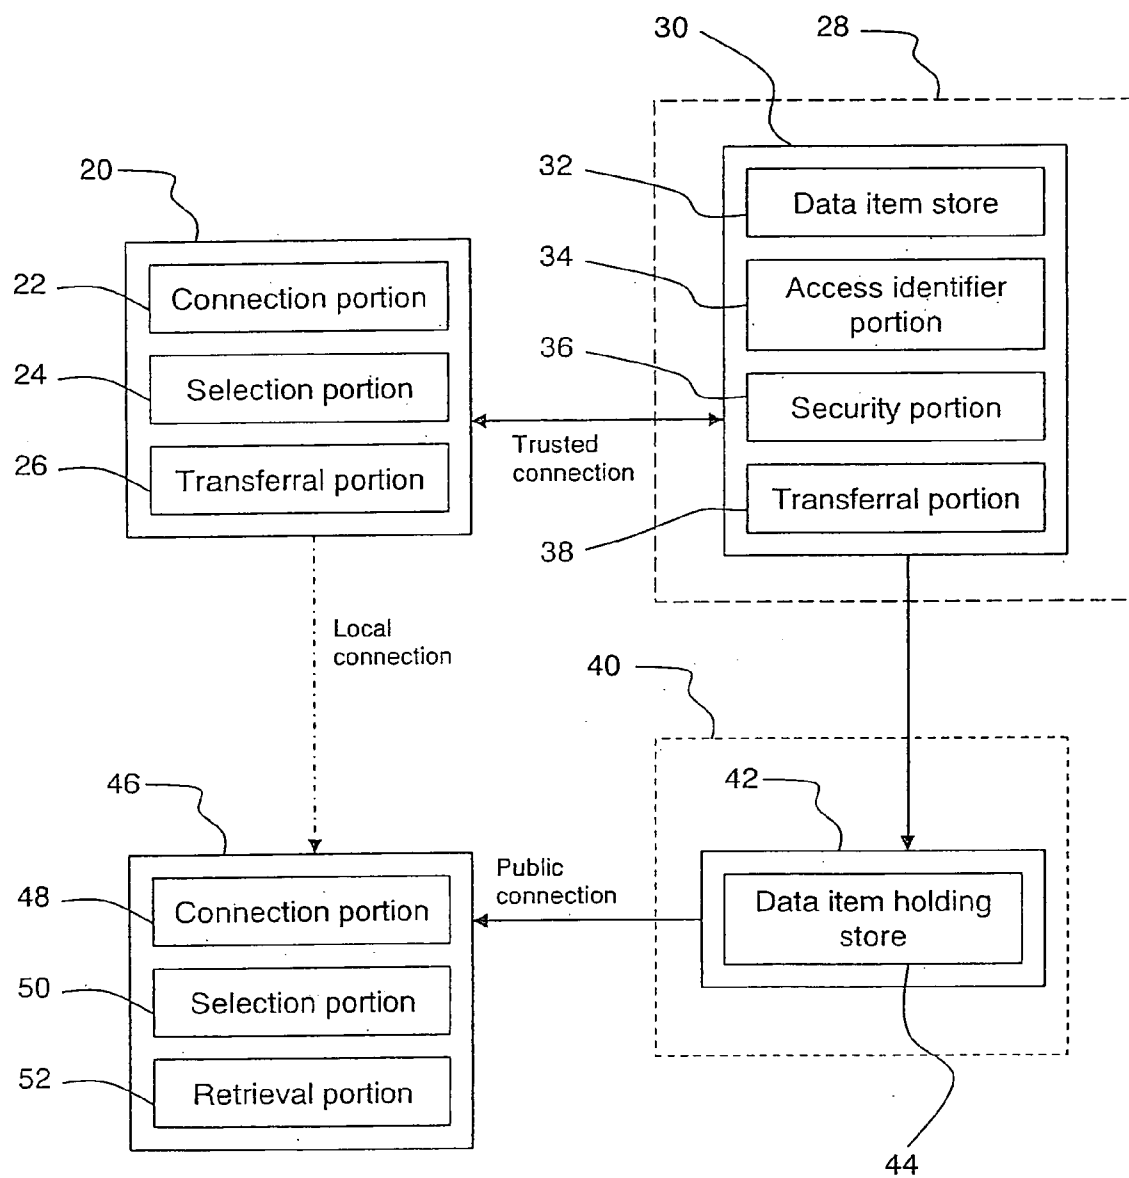 30
28
20
32
Data item store
22
Connection portion
34
Access identifier
portion
24
Selection portion
36
Security portion
26
Transferral portion
Trusted
connection
38
Transferral portion
Local
connection
40
46
42
48
Connection portion
Public
connection
Data item holding
store
50
Selection portion
52
Retrieval portion
44